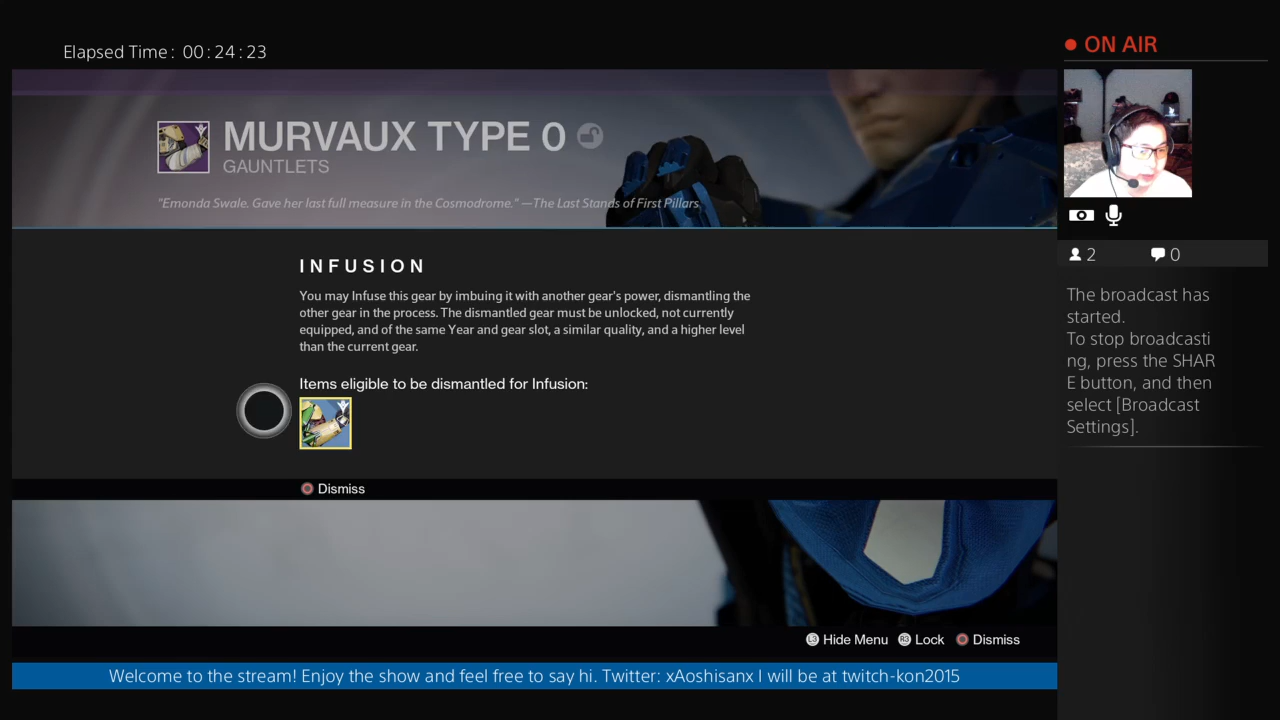 Elapsed Time: 00:24:23
ON AIR
MURVAUX TYPE 0
GAUNTLETS
"Emonda Swale. Gave her last full measure in the Cosmodrome." —The Last Stands of First Pillars.
2
0
INFUSION
You may Infuse this gear by imbuing it with another gear's power, dismantling the
other gear in the process. The dismantled gear must be unlocked, not currently
equipped, and of the same Year and gear slot, a similar quality, and a higher level
than the current gear.
Items eligible to be dismantled for Infusion:
Dismiss
The broadcast has
started.
To stop broadcasti
ng, press the SHAR
E button, and then
select [Broadcast
Settings].
L3 Hide Menu R3 Lock Dismiss
Welcome to the stream! Enjoy the show and feel free to say hi. Twitter: xAoshisanx I will be at twitch-kon2015